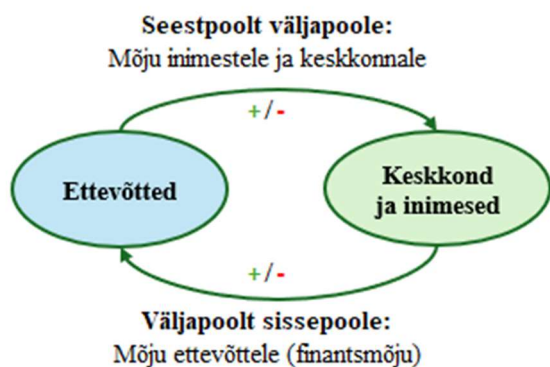 Seestpoolt väljapoole:
Mõju inimestele ja keskkonnale
+/-
Ettevõtted
Keskkond
ja inimesed
+/-
Väljapoolt sissepoole:
Mõju ettevõttele (finantsmõju)